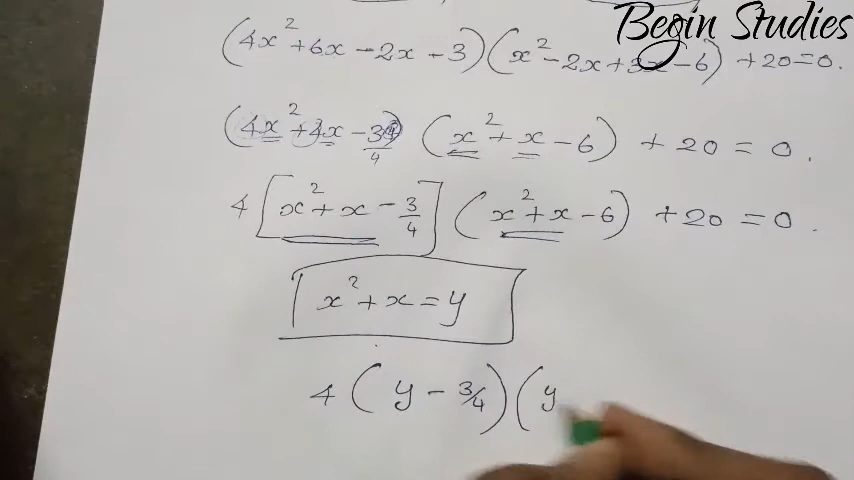 Begin Studies
(4x²+6x-2x-3)(x²-2x+3x-6)+20=0.
(4x²+4x-3) (x²+x-6) + 20 = 0.
4
4[x²+x-3/4](x²+x-6) +20=0.
x²+x=y
4(y-3/4)(y